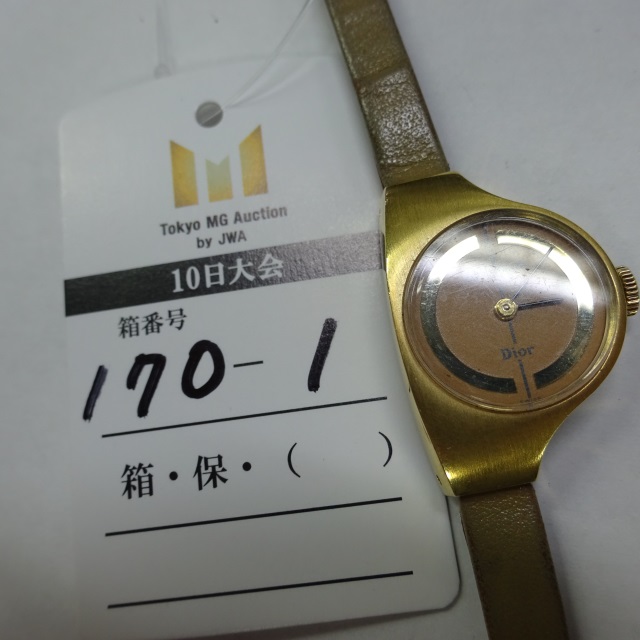 Tokyo MG Auction
by JWA
10日大会
箱番号
170-1
箱・保・(　　)
Dior